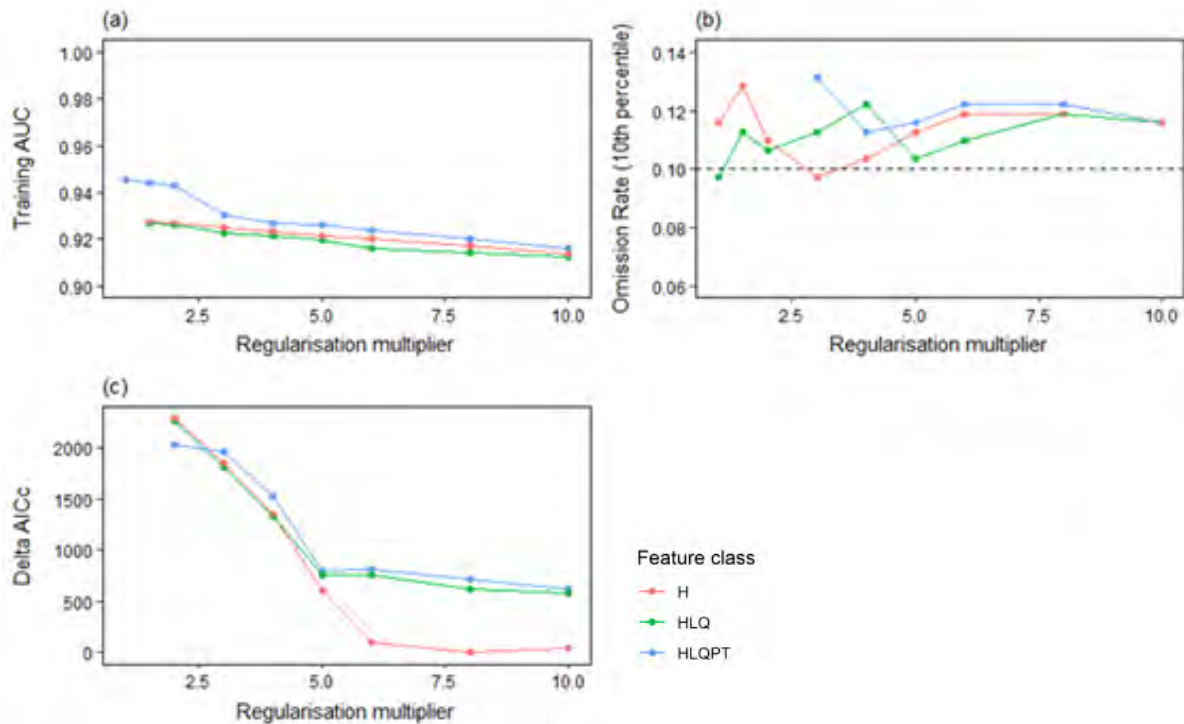 (a)
1.00
0.98
0.96
0.94
0.92
0.90
Training AUC
2.5
5.0
7.5
10.0
Regularisation multiplier
(b)
0.14
0.12
0.10
0.08
0.06
Omission Rate (10th percentile)
2.5
5.0
7.5
10.0
Regularisation multiplier
(c)
2000
1500
1000
500
0
Delta AICc
2.5
5.0
7.5
10.0
Regularisation multiplier
Feature class
H
HLQ
HLQPT